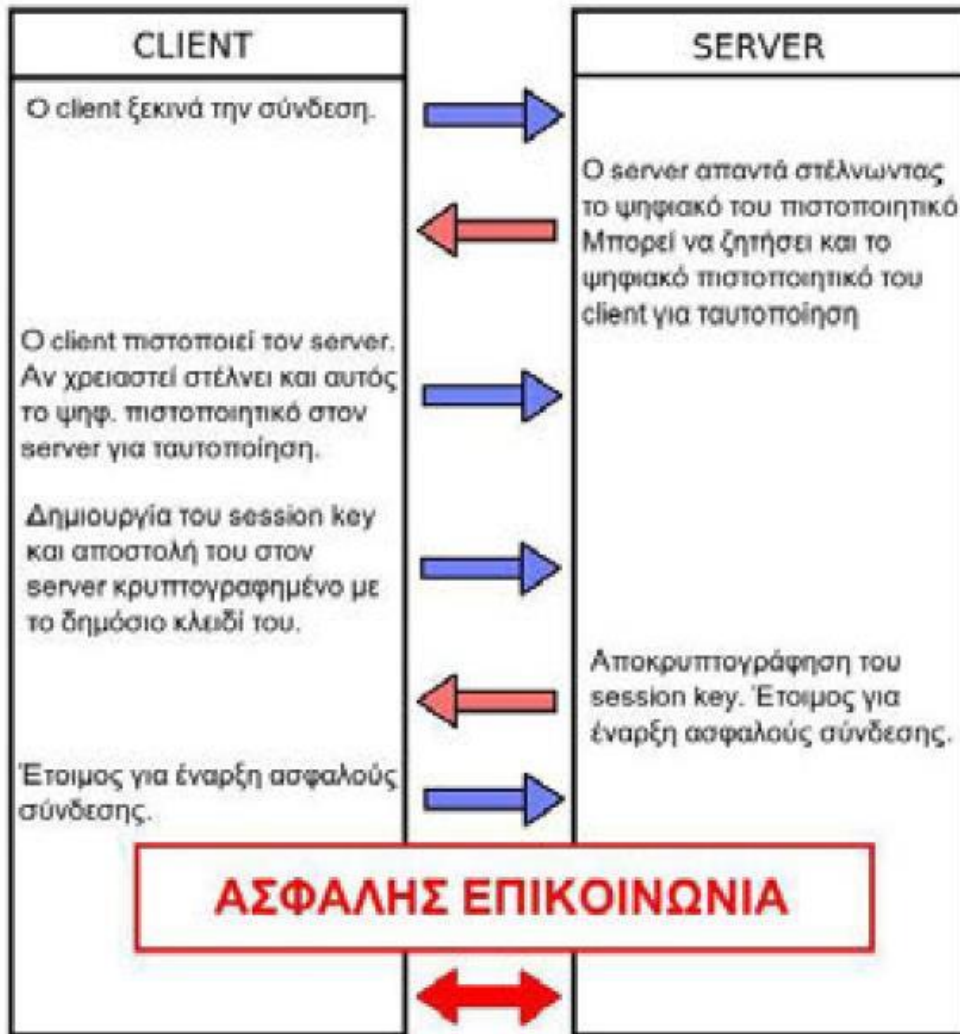 CLIENT
SERVER
Ο client ξεκινά την σύνδεση.
Ο server απαντά στέλνωντας
το ψηφιακό του πιστοποιητικό
Μπορεί να ζητήσει και το
ψηφιακό πιστοποιητικό του
client για ταυτοποίηση
Ο client πιστοποιεί τον server.
Αν χρειαστεί στέλνει και αυτός
το ψηφ. πιστοποιητικό στον
server για ταυτοποίηση.
Δημιουργία του session key
και αποστολή του στον
server κρυπτογραφημένο με
το δημόσιο κλειδί του.
Αποκρυπτογράφηση του
session key. Έτοιμος για
έναρξη ασφαλούς σύνδεσης.
Έτοιμος για έναρξη ασφαλούς
σύνδεσης.
ΑΣΦΑΛΗΣ ΕΠΙΚΟΙΝΩΝΙΑ